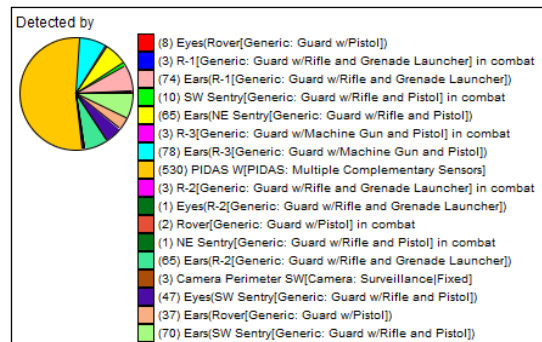 Detected by
(8) Eyes(Rover[Generic: Guard w/Pistol])
(3) R-1[Generic: Guard w/Rifle and Grenade Launcher] in combat
(74) Ears(R-1[Generic: Guard w/Rifle and Grenade Launcher])
(10) SW Sentry[Generic: Guard w/Rifle and Pistol] in combat
(65) Ears(NE Sentry[Generic: Guard w/Rifle and Pistol])
(3) R-3[Generic: Guard w/Machine Gun and Pistol] in combat
(78) Ears(R-3[Generic: Guard w/Machine Gun and Pistol])
(530) PIDAS W[PIDAS: Multiple Complementary Sensors]
(3) R-2[Generic: Guard w/Rifle and Grenade Launcher] in combat
(1) Eyes(R-2[Generic: Guard w/Rifle and Grenade Launcher])
(2) Rover[Generic: Guard w/Pistol] in combat
(1) NE Sentry[Generic: Guard w/Rifle and Pistol] in combat
(65) Ears(R-2[Generic: Guard w/Rifle and Grenade Launcher])
(3) Camera Perimeter SW[Camera: Surveillance|Fixed]
(47) Eyes(SW Sentry[Generic: Guard w/Rifle and Pistol])
(37) Ears(Rover[Generic: Guard w/Pistol])
(70) Ears(SW Sentry[Generic: Guard w/Rifle and Pistol])